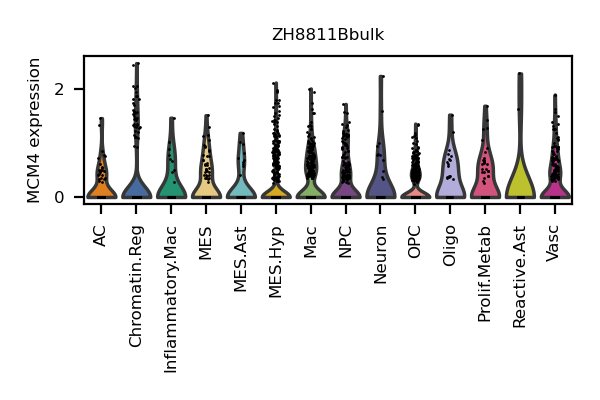 ZH8811Bbulk
MCM4 expression
2
0
AC
Chromatin.Reg
Inflammatory.Mac
MES
MES.Ast
MES.Hyp
Mac
NPC
Neuron
OPC
Oligo
Prolif.Metab
Reactive.Ast
Vasc